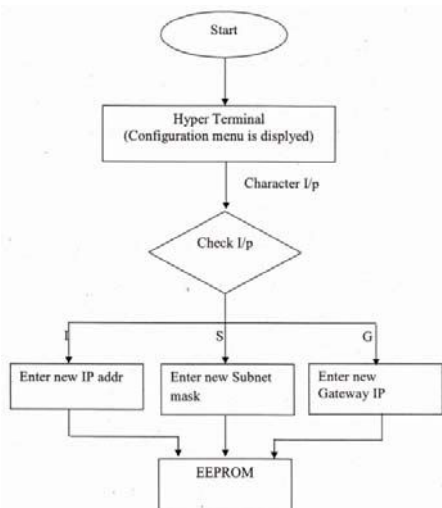 Start
Hyper Terminal
(Configuration menu is displyed)
Character I/p
Check I/p
I
S
G
Enter new IP addr
Enter new Subnet
mask
Enter new
Gateway IP
EEPROM